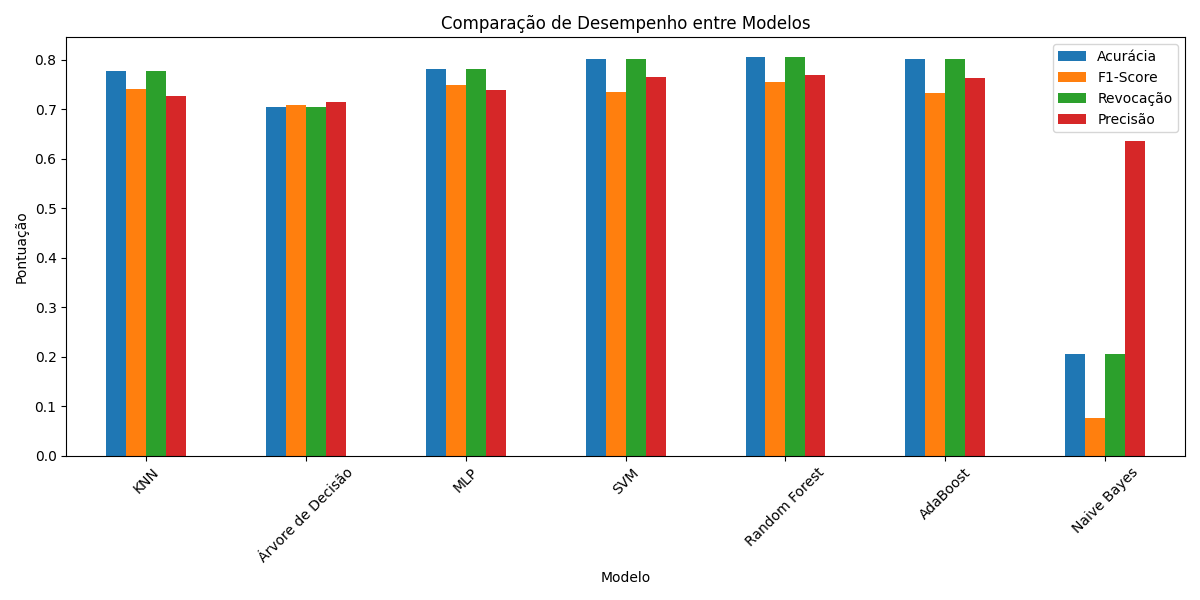 Comparação de Desempenho entre Modelos
Acurácia
F1-Score
Revocação
Precisão
Pontuação
0.8
0.7
0.6
0.5
0.4
0.3
0.2
0.1
0.0
KNN
Árvore de Decisão
MLP
SVM
Random Forest
AdaBoost
Naive Bayes
Modelo